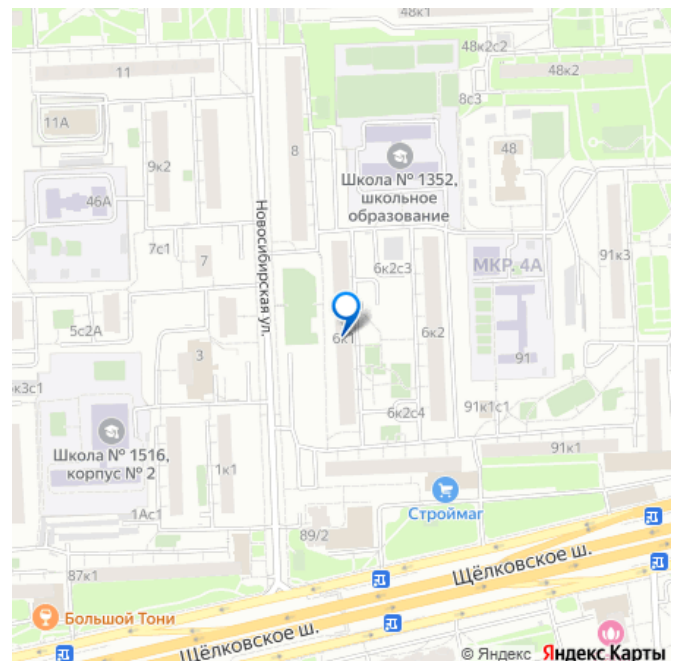 48к1
48к2с2
11
48к2
8с3
11А
8
48
9к2
Школа № 1352,
школьное
образование
46А
Новосибирская ул.
7с1
7
6к2с3
МКР. 4А
91к3
5с2А
6к1
6к2
3
91
к3с1
6к2с4
91к1с1
Школа № 1516,
корпус № 2
1к1
91к1
Строймаг
1Ас1
89/2
87к1
Щёлковское ш.
Большой Тони
Щёлковское ш.
© Яндекс Яндекс Карты